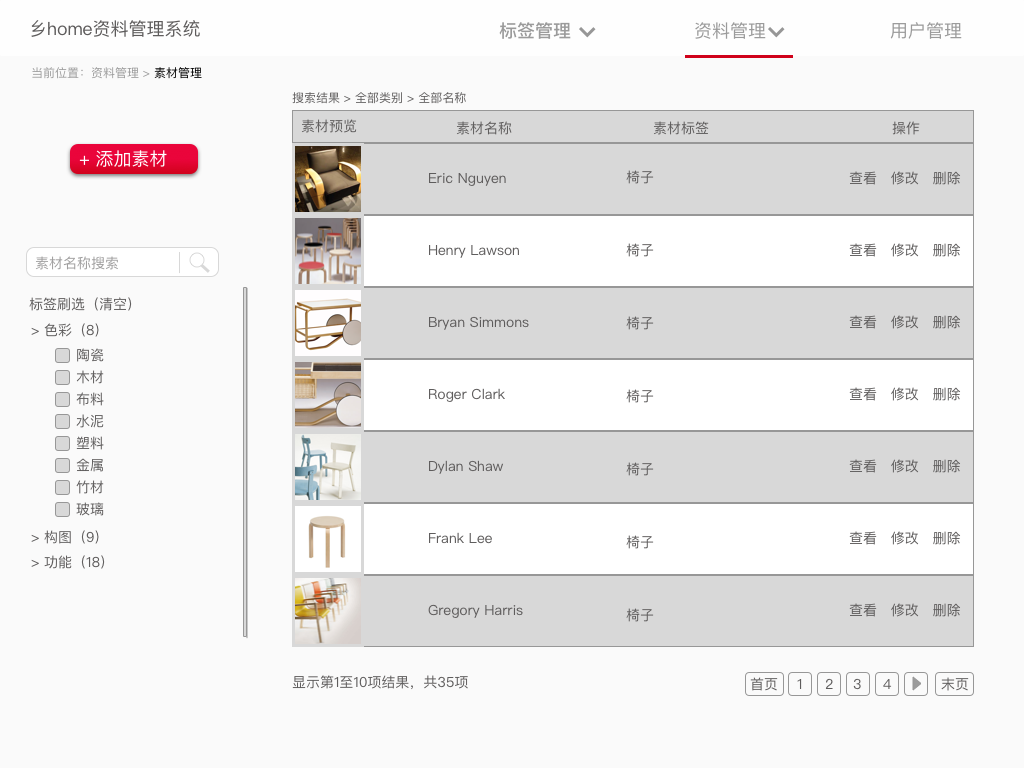 乡home资料管理系统
标签管理 资料管理 用户管理
当前位置：资料管理 > 素材管理
搜索结果 > 全部类别 > 全部名称
素材预览 素材名称 素材标签 操作
+ 添加素材
素材名称搜索
标签刷选（清空）
> 色彩（8）
陶瓷
木材
布料
水泥
塑料
金属
竹材
玻璃
> 构图（9）
> 功能（18）
Eric Nguyen 椅子 查看 修改 删除
Henry Lawson 椅子 查看 修改 删除
Bryan Simmons 椅子 查看 修改 删除
Roger Clark 椅子 查看 修改 删除
Dylan Shaw 椅子 查看 修改 删除
Frank Lee 椅子 查看 修改 删除
Gregory Harris 椅子 查看 修改 删除
显示第1至10项结果，共35项
首页 1 2 3 4 末页